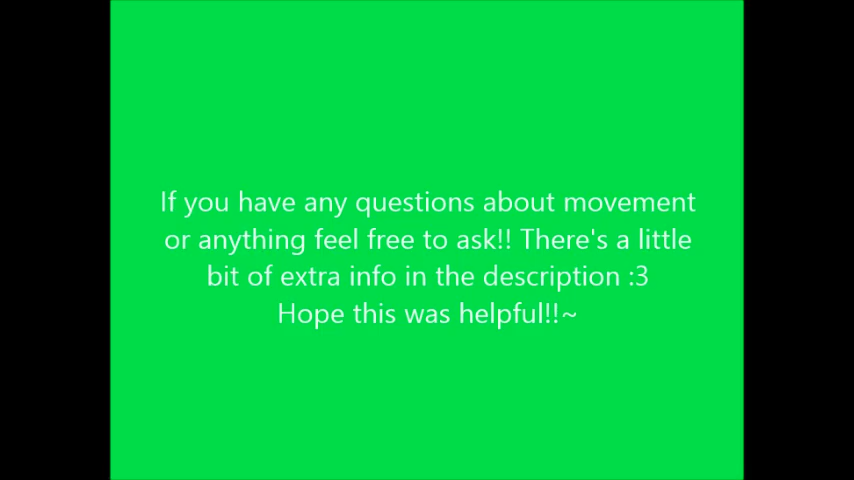 If you have any questions about movement
or anything feel free to ask!! There's a little
bit of extra info in the description :3
Hope this was helpful!!~